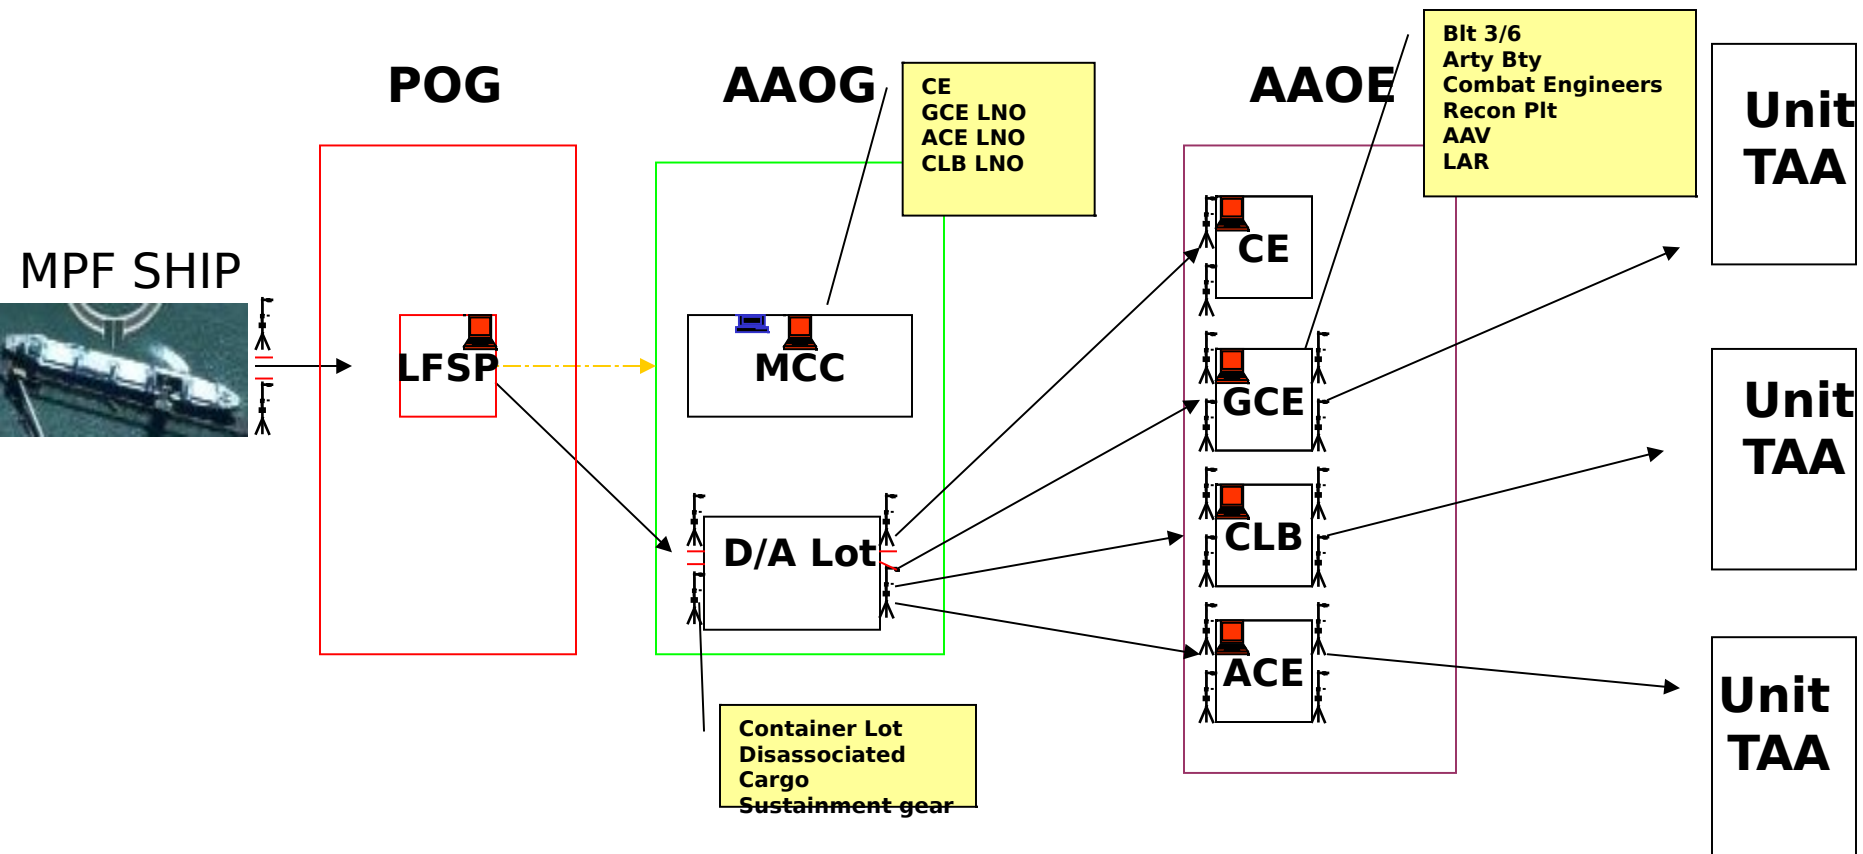 POG
AAOG
AAOE
CE
GCE LNO
ACE LNO
CLB LNO
Blt 3/6
Arty Bty
Combat Engineers
Recon Plt
AAV
LAR
Unit
TAA
MPF SHIP
LFSP
MCC
D/A Lot
CE
GCE
CLB
ACE
Unit
TAA
Unit
TAA
Container Lot
Disassociated
Cargo
Sustainment gear